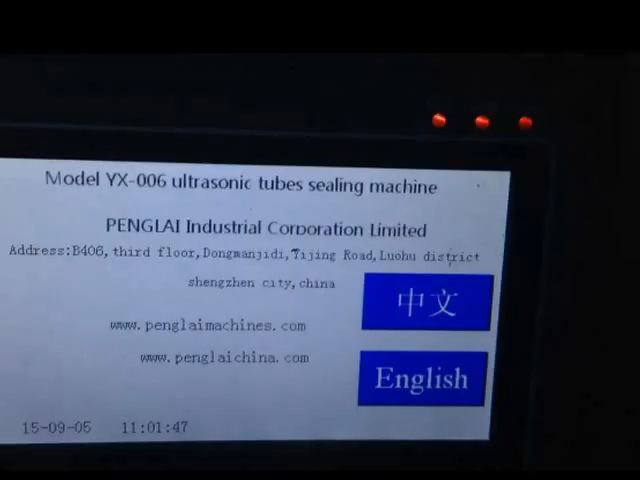 Model YX-006 ultrasonic tubes sealing machine
PENGLAI Industrial Corporation Limited
Address:B406, third floor, Dongmanjidi, Yijing Road, Luohu district
shengzhen city, china
中文
www.penglaimachines.com
www.penglaichina.com
English
15-09-05 11:01:47